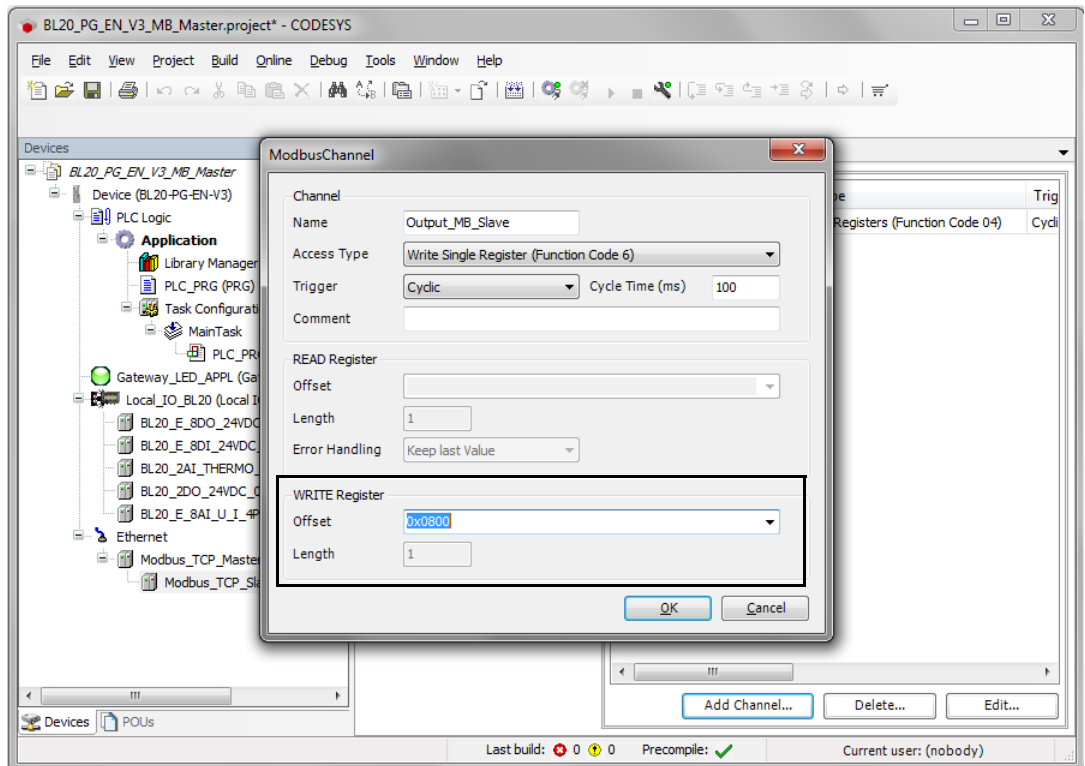 BL20_PG_EN_V3_MB_Master.project* - CODESYS
File Edit View Project Build Online Debug Tools Window Help
Devices
BL20_PG_EN_V3_MB_Master
Device (BL20-PG-EN-V3)
PLC Logic
Application
Library Manager
PLC_PRG (PRG)
Task Configurati
MainTask
PLC_PR
Gateway_LED_APPL (Ga
Local_IO_BL20 (Local I
BL20_E_8DO_24VDC
BL20_E_8DI_24VDC_
BL20_2AI_THERMO_
BL20_2DO_24VDC_0
BL20_E_8AI_U_I_4P
Ethernet
Modbus_TCP_Maste
Modbus_TCP_Sla
Devices POUs
ModbusChannel
Channel
Name Output_MB_Slave
Access Type Write Single Register (Function Code 6)
Trigger Cyclic Cycle Time (ms) 100
Comment
READ Register
Offset
Length 1
Error Handling Keep last Value
WRITE Register
Offset 0x0800
Length 1
OK Cancel
pe Trig
Registers (Function Code 04) Cycli
Add Channel... Delete... Edit...
Last build: 0 0 Precompile: Current user: (nobody)